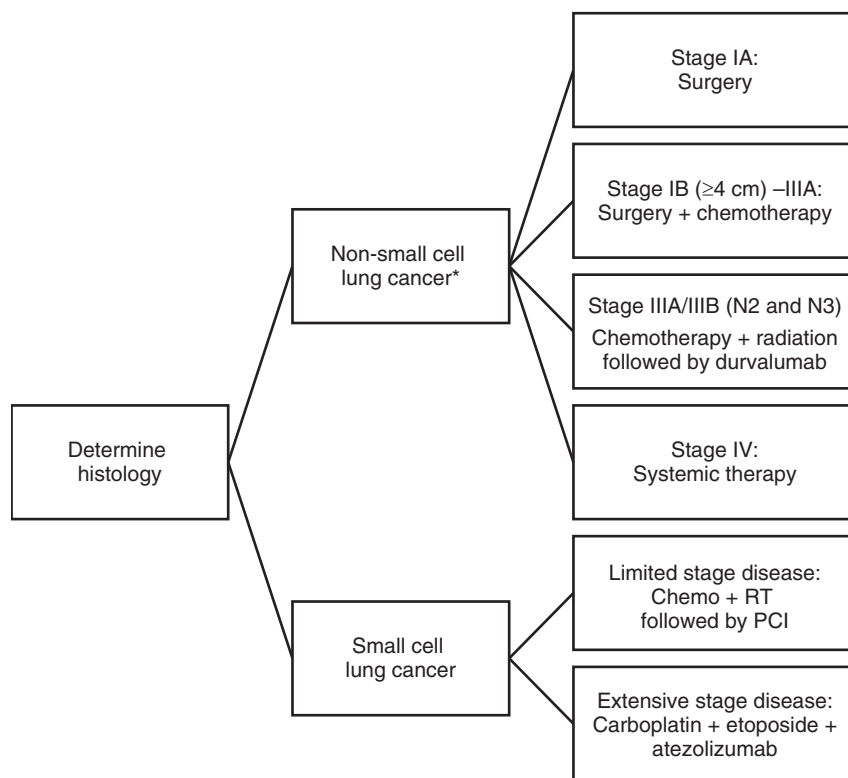 Stage IA:
Surgery
Stage IB (≥4 cm) –IIIA:
Surgery + chemotherapy
Non-small cell
lung cancer*
Stage IIIA/IIIB (N2 and N3)
Chemotherapy + radiation
followed by durvalumab
Determine
histology
Stage IV:
Systemic therapy
Limited stage disease:
Chemo + RT
followed by PCI
Small cell
lung cancer
Extensive stage disease:
Carboplatin + etoposide +
atezolizumab